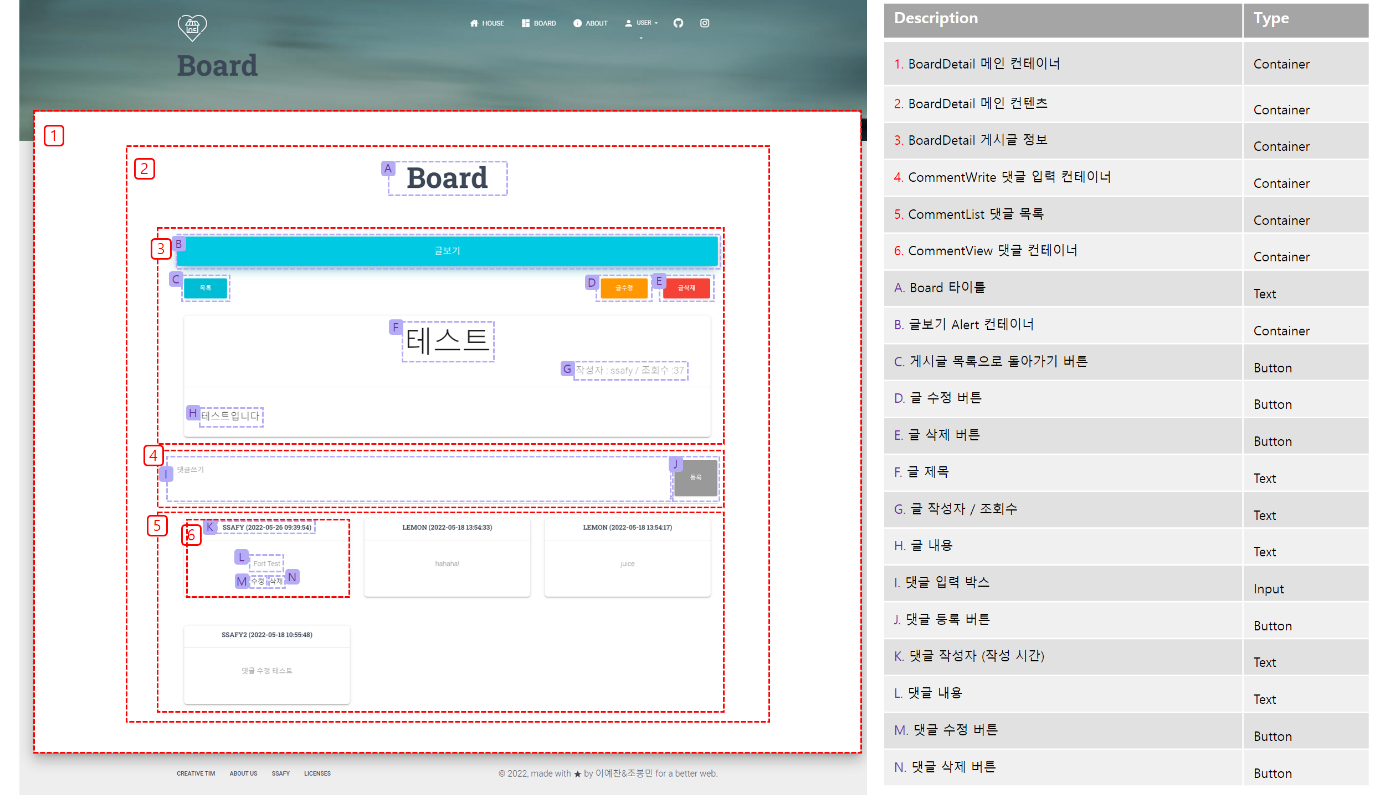 HOUSE BOARD ABOUT USER
Board
1
2
A
Board
3
B
글보기
C
목록
D
글수정
E
글삭제
F
테스트
G
작성자 : ssafy / 조회수 :37
H
테스트입니다
4
I
댓글쓰기
J
등록
5
6
K
SSAFY (2022-05-26 09:39:54)
L
Fort Test
M
수정
삭제
N
LEMON (2022-05-18 13:54:33)
hahaha!
LEMON (2022-05-18 13:54:17)
juice
SSAFY2 (2022-05-18 10:55:48)
댓글 수정 테스트
CREATIVE TIM ABOUT US SSAFY LICENSES
© 2022, made with ★ by 이예찬&조봉민 for a better web.
Description Type
1. BoardDetail 메인 컨테이너 Container
2. BoardDetail 메인 컨텐츠 Container
3. BoardDetail 게시글 정보 Container
4. CommentWrite 댓글 입력 컨테이너 Container
5. CommentList 댓글 목록 Container
6. CommentView 댓글 컨테이너 Container
A. Board 타이틀 Text
B. 글보기 Alert 컨테이너 Container
C. 게시글 목록으로 돌아가기 버튼 Button
D. 글 수정 버튼 Button
E. 글 삭제 버튼 Button
F. 글 제목 Text
G. 글 작성자 / 조회수 Text
H. 글 내용 Text
I. 댓글 입력 박스 Input
J. 댓글 등록 버튼 Button
K. 댓글 작성자 (작성 시간) Text
L. 댓글 내용 Text
M. 댓글 수정 버튼 Button
N. 댓글 삭제 버튼 Button